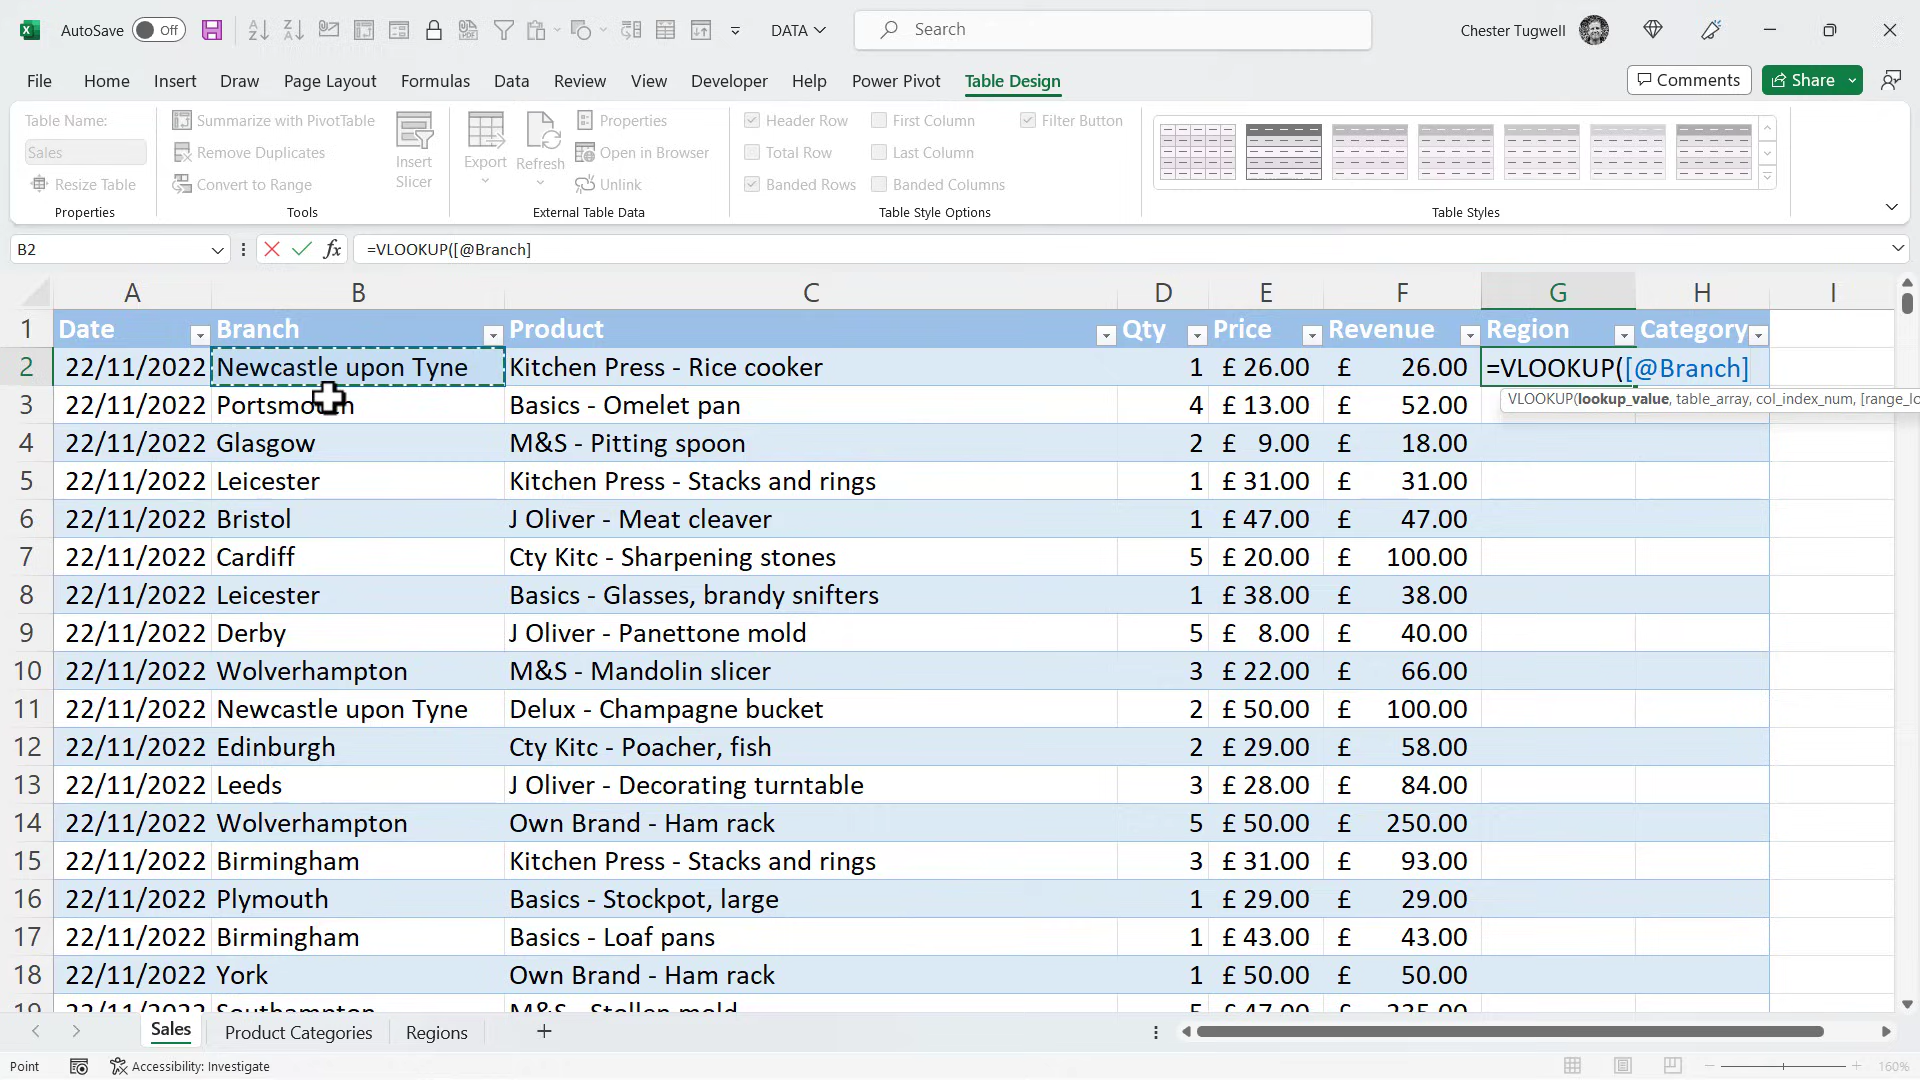 AutoSave Off DATA Search Chester Tugwell
File Home Insert Draw Page Layout Formulas Data Review View Developer Help Power Pivot Table Design Comments Share
Table Name:
Sales
Resize Table
Properties
Summarize with PivotTable
Remove Duplicates
Convert to Range
Insert
Slicer
Tools
Export
Refresh
Properties
Open in Browser
Unlink
External Table Data
Header Row First Column Filter Button
Total Row Last Column
Banded Rows Banded Columns
Table Style Options
Table Styles
B2 fx =VLOOKUP([@Branch]
A B C D E F G H I
1 Date Branch Product Qty Price Revenue Region Category
2 22/11/2022 Newcastle upon Tyne Kitchen Press - Rice cooker 1 £ 26.00 £ 26.00 =VLOOKUP([@Branch]
VLOOKUP(lookup_value, table_array, col_index_num, [range_lo
3 22/11/2022 Portsmouth Basics - Omelet pan 4 £ 13.00 £ 52.00
4 22/11/2022 Glasgow M&S - Pitting spoon 2 £ 9.00 £ 18.00
5 22/11/2022 Leicester Kitchen Press - Stacks and rings 1 £ 31.00 £ 31.00
6 22/11/2022 Bristol J Oliver - Meat cleaver 1 £ 47.00 £ 47.00
7 22/11/2022 Cardiff Cty Kitc - Sharpening stones 5 £ 20.00 £ 100.00
8 22/11/2022 Leicester Basics - Glasses, brandy snifters 1 £ 38.00 £ 38.00
9 22/11/2022 Derby J Oliver - Panettone mold 5 £ 8.00 £ 40.00
10 22/11/2022 Wolverhampton M&S - Mandolin slicer 3 £ 22.00 £ 66.00
11 22/11/2022 Newcastle upon Tyne Delux - Champagne bucket 2 £ 50.00 £ 100.00
12 22/11/2022 Edinburgh Cty Kitc - Poacher, fish 2 £ 29.00 £ 58.00
13 22/11/2022 Leeds J Oliver - Decorating turntable 3 £ 28.00 £ 84.00
14 22/11/2022 Wolverhampton Own Brand - Ham rack 5 £ 50.00 £ 250.00
15 22/11/2022 Birmingham Kitchen Press - Stacks and rings 3 £ 31.00 £ 93.00
16 22/11/2022 Plymouth Basics - Stockpot, large 1 £ 29.00 £ 29.00
17 22/11/2022 Birmingham Basics - Loaf pans 1 £ 43.00 £ 43.00
18 22/11/2022 York Own Brand - Ham rack 1 £ 50.00 £ 50.00
19 22/11/2022 Southampton M&S - Stollen mold 5 £ 47.00 £ 235.00
Sales Product Categories Regions
Point Accessibility: Investigate 160%